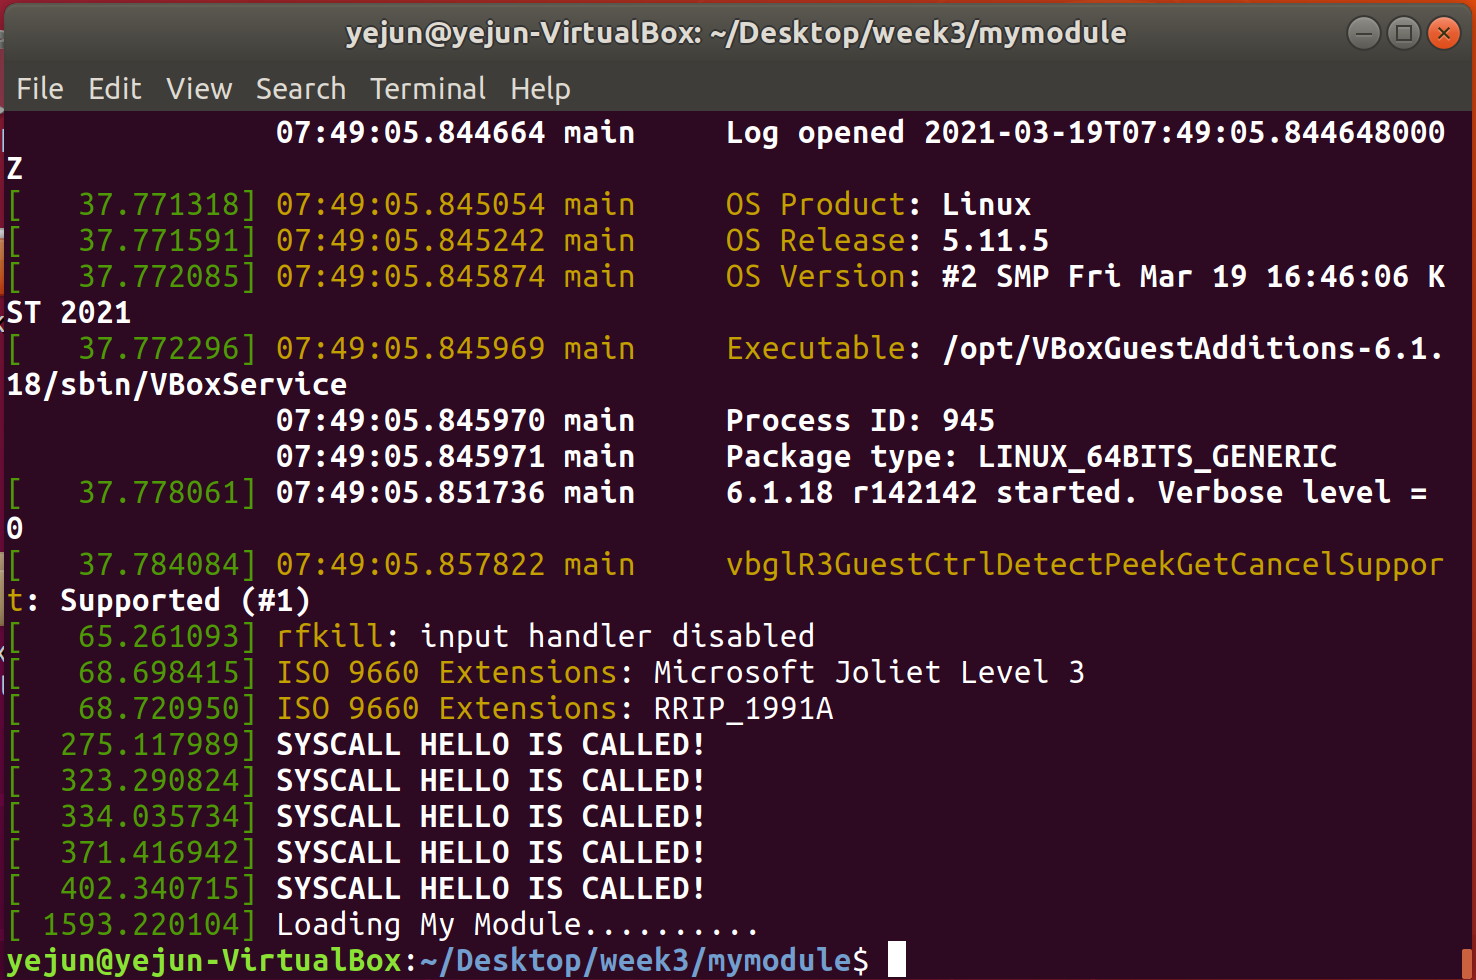 yejun@yejun-VirtualBox: ~/Desktop/week3/mymodule
File Edit View Search Terminal Help
07:49:05.844664 main     Log opened 2021-03-19T07:49:05.844648000
Z
[   37.771318] 07:49:05.845054 main     OS Product: Linux
[   37.771591] 07:49:05.845242 main     OS Release: 5.11.5
[   37.772085] 07:49:05.845874 main     OS Version: #2 SMP Fri Mar 19 16:46:06 K
ST 2021
[   37.772296] 07:49:05.845969 main     Executable: /opt/VBoxGuestAdditions-6.1.
18/sbin/VBoxService
07:49:05.845970 main     Process ID: 945
07:49:05.845971 main     Package type: LINUX_64BITS_GENERIC
[   37.778061] 07:49:05.851736 main     6.1.18 r142142 started. Verbose level =
0
[   37.784084] 07:49:05.857822 main     vbglR3GuestCtrlDetectPeekGetCancelSuppor
t: Supported (#1)
[   65.261093] rfkill: input handler disabled
[   68.698415] ISO 9660 Extensions: Microsoft Joliet Level 3
[   68.720950] ISO 9660 Extensions: RRIP_1991A
[  275.117989] SYSCALL HELLO IS CALLED!
[  323.290824] SYSCALL HELLO IS CALLED!
[  334.035734] SYSCALL HELLO IS CALLED!
[  371.416942] SYSCALL HELLO IS CALLED!
[  402.340715] SYSCALL HELLO IS CALLED!
[ 1593.220104] Loading My Module..........
yejun@yejun-VirtualBox:~/Desktop/week3/mymodule$